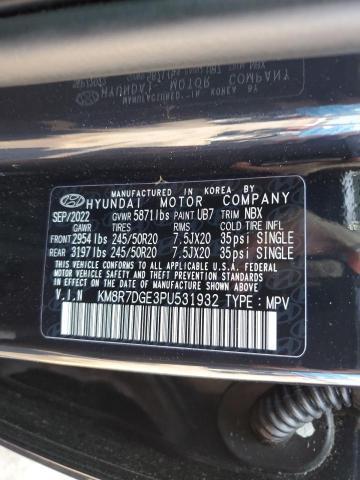 MANUFACTURED IN KOREA BY
HYUNDAI MOTOR COMPANY
SEP/2022 GVWR 5871lbs PAINT UB7 TRIM NBX
GAWR TIRES RIMS COLD TIRE INFL
FRONT 2954 lbs 245/50R20 7.5JX20 35psi SINGLE
REAR 3197 lbs 245/50R20 7.5JX20 35psi SINGLE
THIS VEHICLE CONFORMS TO ALL APPLICABLE U.S.A. FEDERAL
MOTOR VEHICLE SAFETY, BUMPER, AND THEFT PREVENTION
STANDARDS IN EFFECT ON THE DATE OF MANUFACTURE SHOWN ABOVE.
V.I.N KM8R7DGE3PU531932 TYPE : MPV